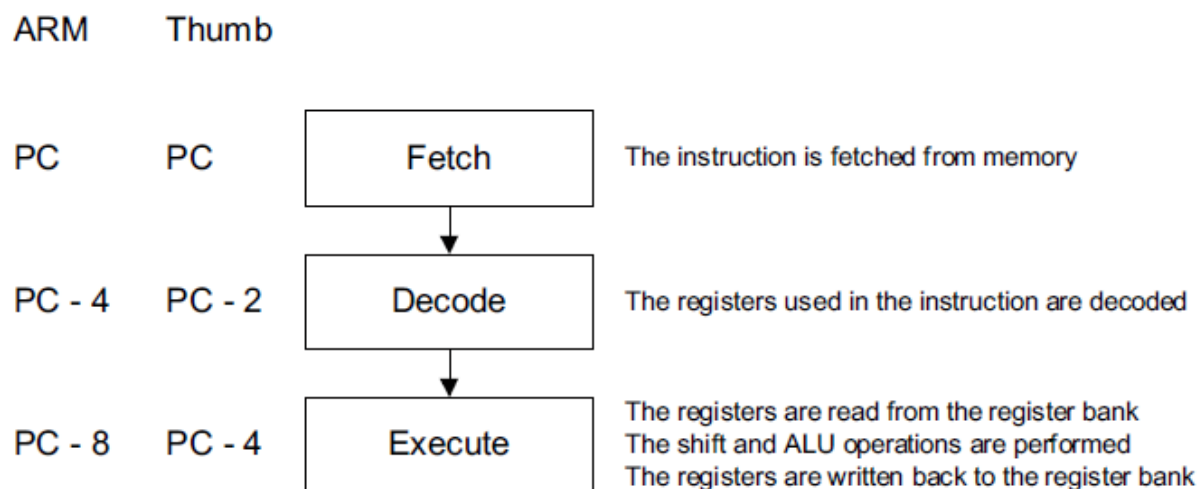 ARM Thumb
PC PC Fetch The instruction is fetched from memory
PC - 4 PC - 2 Decode The registers used in the instruction are decoded
The registers are read from the register bank
PC - 8 PC - 4 Execute The shift and ALU operations are performed
The registers are written back to the register bank